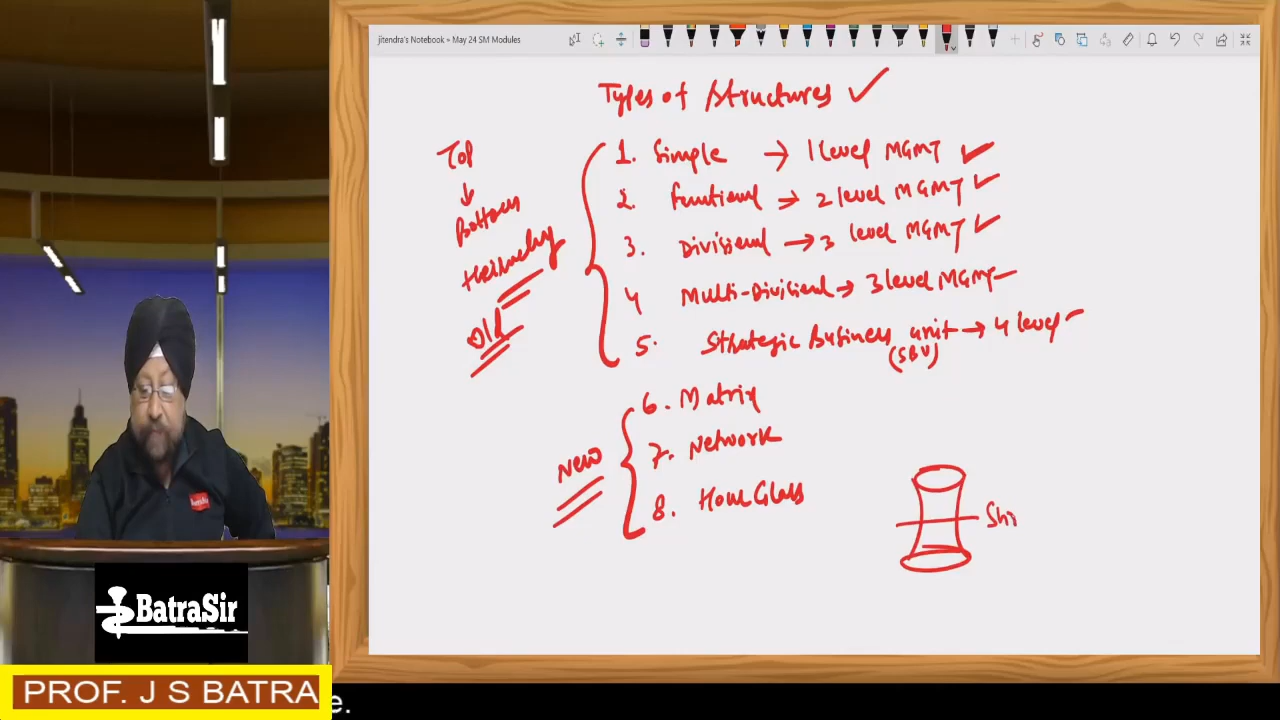 jitendra's Notebook » May 24 SM Modules
Types of Structures ✓
Top
↓
Bottom
Old
1. Simple → 1 level MGMT ✓
2. Functional → 2 level MGMT ✓
3. Divisional → 3 level MGMT ✓
4 Multi-Divisional → 3 level MGMT
5. Strategic Business unit → 4 level
(SBU)
New
6. Matrix
7. Network
8. Hour Glass
BatraSir
PROF. J S BATRA
e.